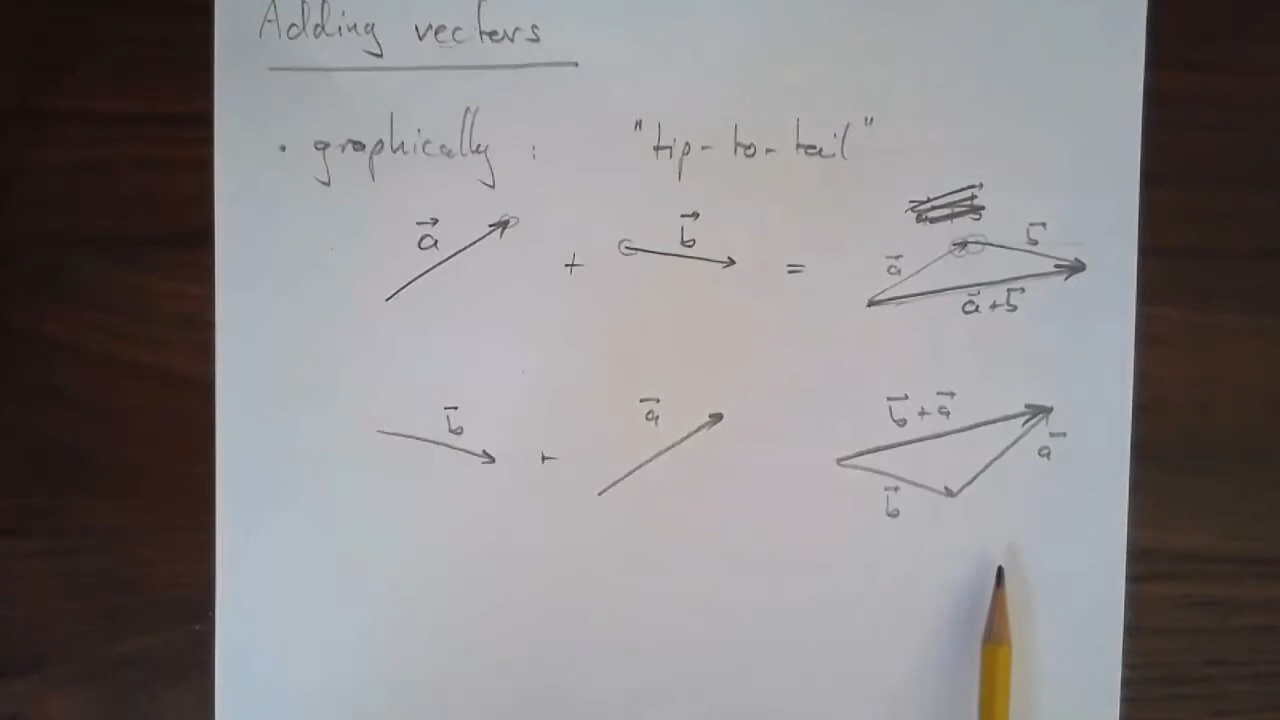 Adding vectors
• graphically : "tip-to-tail"
a⃗ + b⃗ = a⃗ b⃗ a⃗+b⃗
b⃗ + a⃗ b⃗+a⃗ b⃗ a⃗